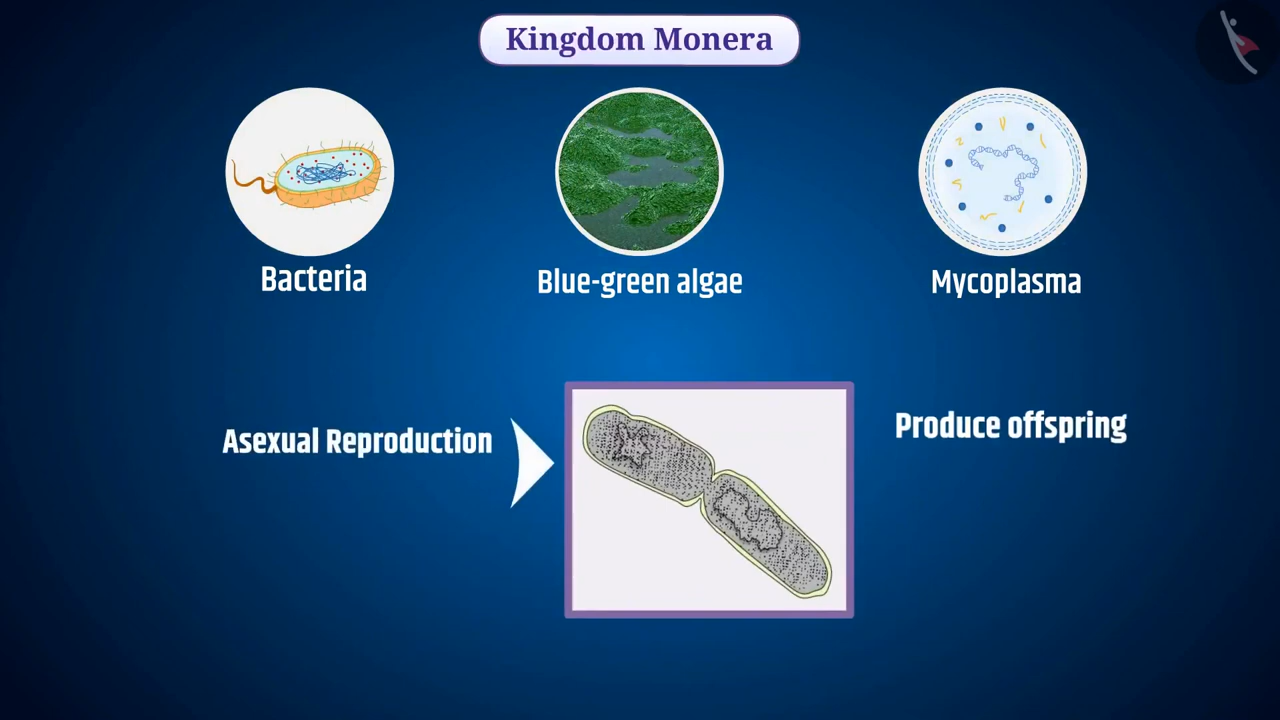 Kingdom Monera
Bacteria
Blue-green algae
Mycoplasma
Asexual Reproduction
Produce offspring